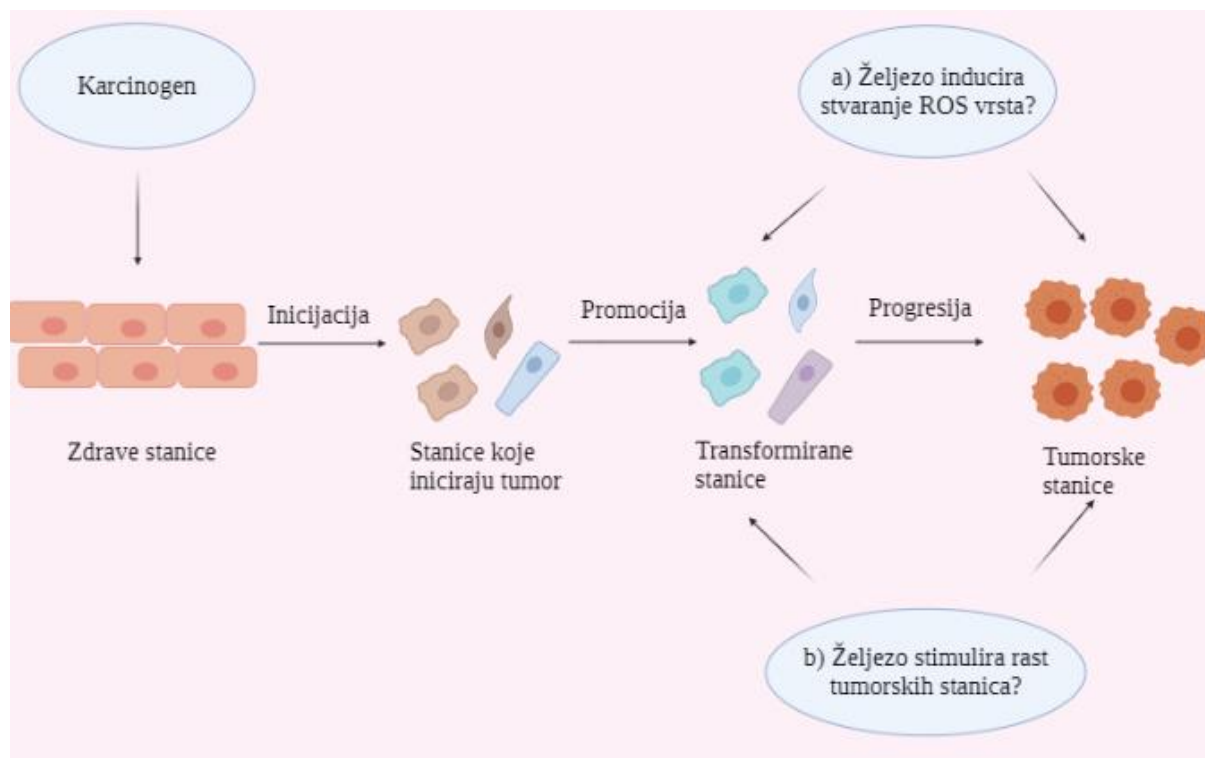 Karcinogen
a) Željezo inducira
stvaranje ROS vrsta?
Inicijacija
Promocija
Progresija
Zdrave stanice
Stanice koje
iniciraju tumor
Transformirane
stanice
Tumorske
stanice
b) Željezo stimulira rast
tumorskih stanica?